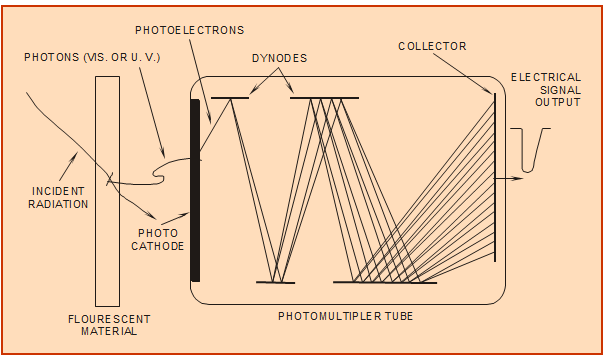 PHOTOELECTRONS
PHOTONS (VIS. OR U. V.)
DYNODES
COLLECTOR
ELECTRICAL
SIGNAL
OUTPUT
INCIDENT
RADIATION
PHOTO
CATHODE
FLOURESCENT
MATERIAL
PHOTOMULTIPLER TUBE